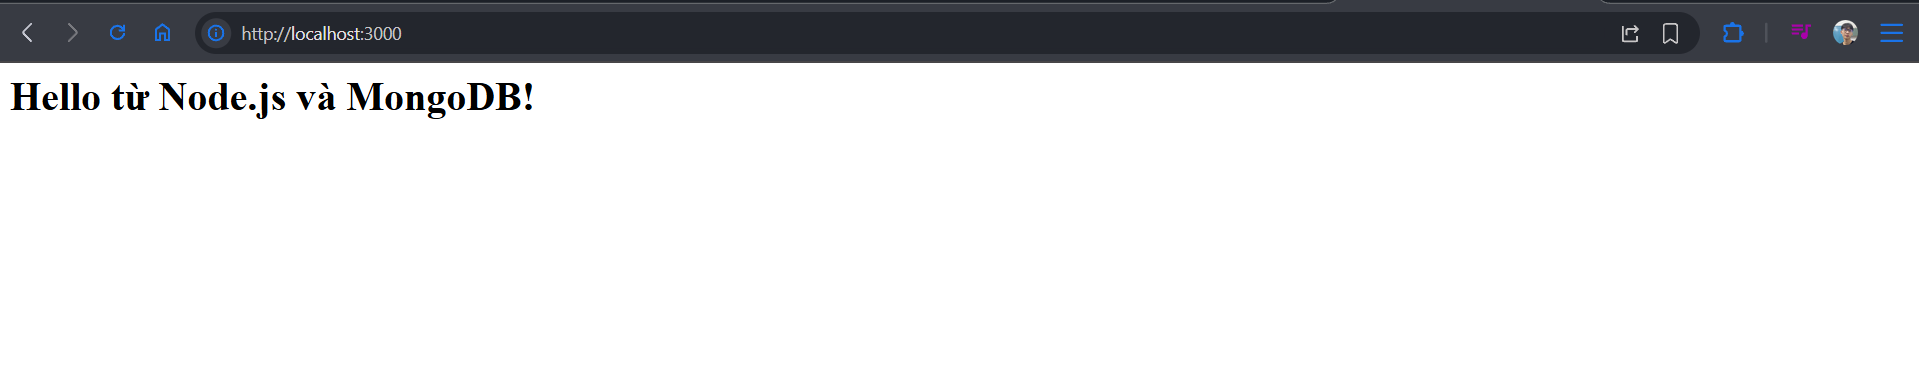 http://localhost:3000
Hello từ Node.js và MongoDB!